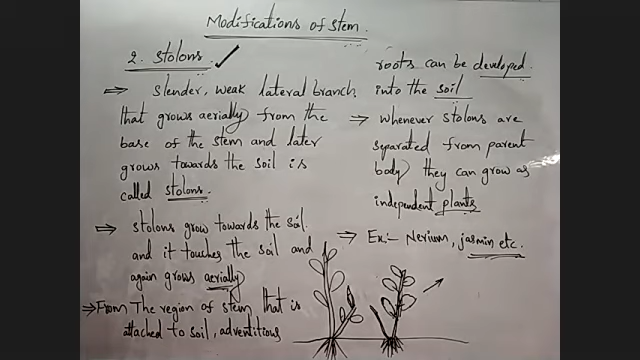 Modifications of stem.
2. Stolons.
⇒ slender, weak lateral branch
that grows aerially from the
base of the stem and later
grows towards the soil is
called stolons.
⇒ stolons grow towards the soil.
and it touches the soil and
again grows aerially
⇒ From The region of stem that is
attached to soil, adventitious
roots can be developed
into the soil
⇒ whenever stolons are
separated from parent
body they can grow as
independent plants
⇒ Ex:- Nerium, jasmin etc.